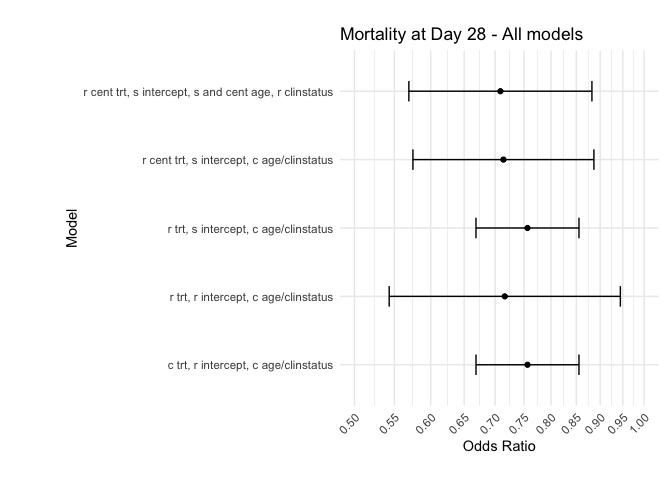 Mortality at Day 28 - All models
r cent trt, s intercept, s and cent age, r clinstatus
r cent trt, s intercept, c age/clinstatus
r trt, s intercept, c age/clinstatus
r trt, r intercept, c age/clinstatus
c trt, r intercept, c age/clinstatus
Model
0.50 0.55 0.60 0.65 0.70 0.75 0.80 0.85 0.90 0.95 1.00
Odds Ratio